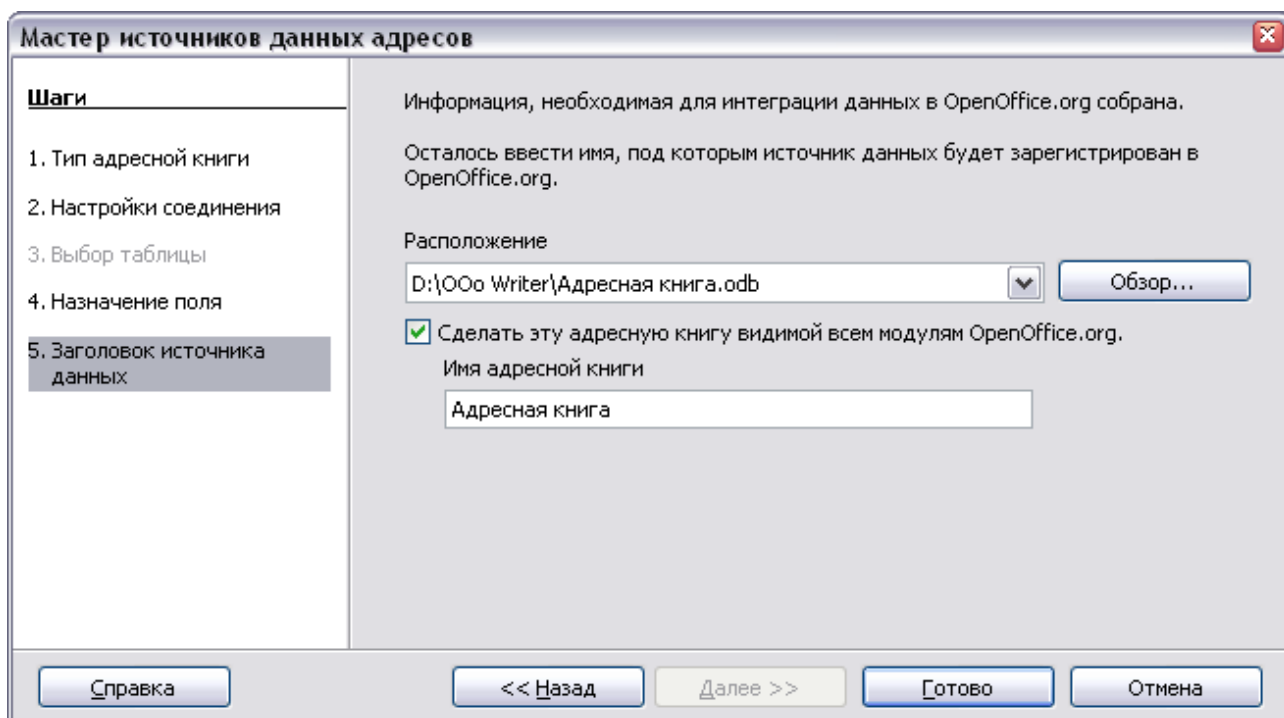 Мастер источников данных адресов
Шаги
1. Тип адресной книги
2. Настройки соединения
3. Выбор таблицы
4. Назначение поля
5. Заголовок источника
данных
Информация, необходимая для интеграции данных в OpenOffice.org собрана.
Осталось ввести имя, под которым источник данных будет зарегистрирован в
OpenOffice.org.
Расположение
D:\OOo Writer\Адресная книга.odb
Обзор...
Сделать эту адресную книгу видимой всем модулям OpenOffice.org.
Имя адресной книги
Адресная книга
Справка
<< Назад
Далее >>
Готово
Отмена